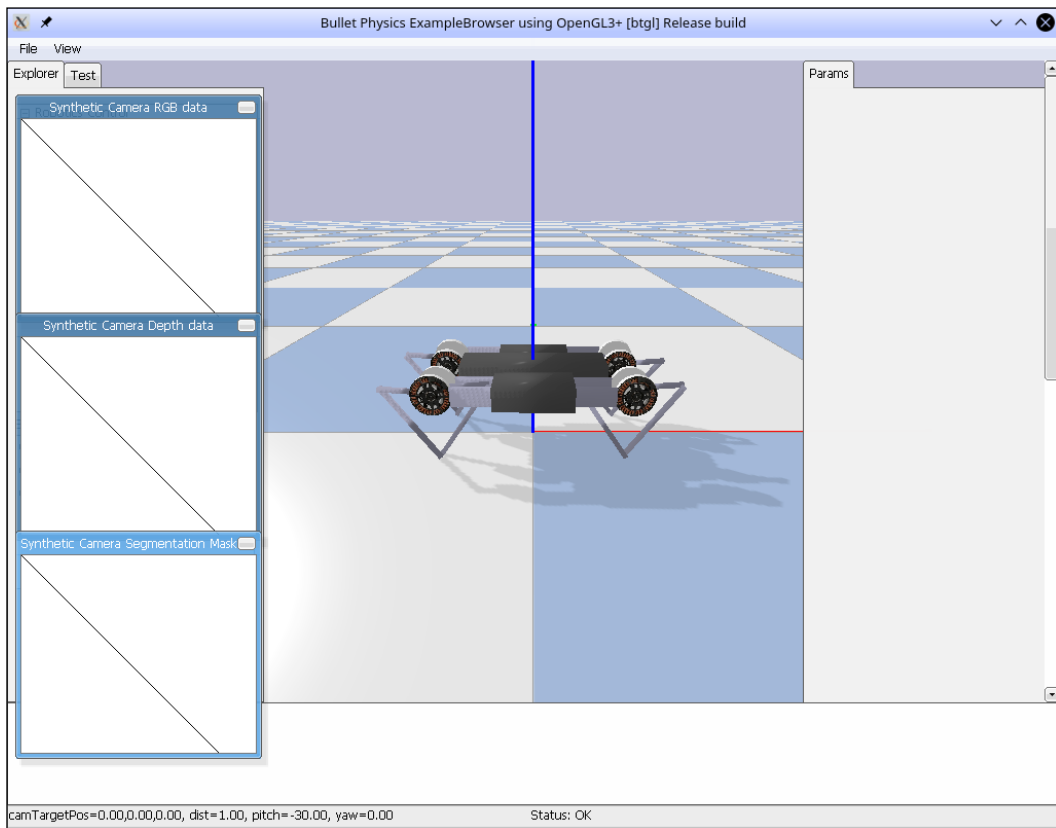 Bullet Physics ExampleBrowser using OpenGL3+ [btgl] Release build
File View
Explorer Test
Params
Synthetic Camera RGB data
Synthetic Camera Depth data
Synthetic Camera Segmentation Mask
camTargetPos=0.00,0.00,0.00, dist=1.00, pitch=-30.00, yaw=0.00 Status: OK